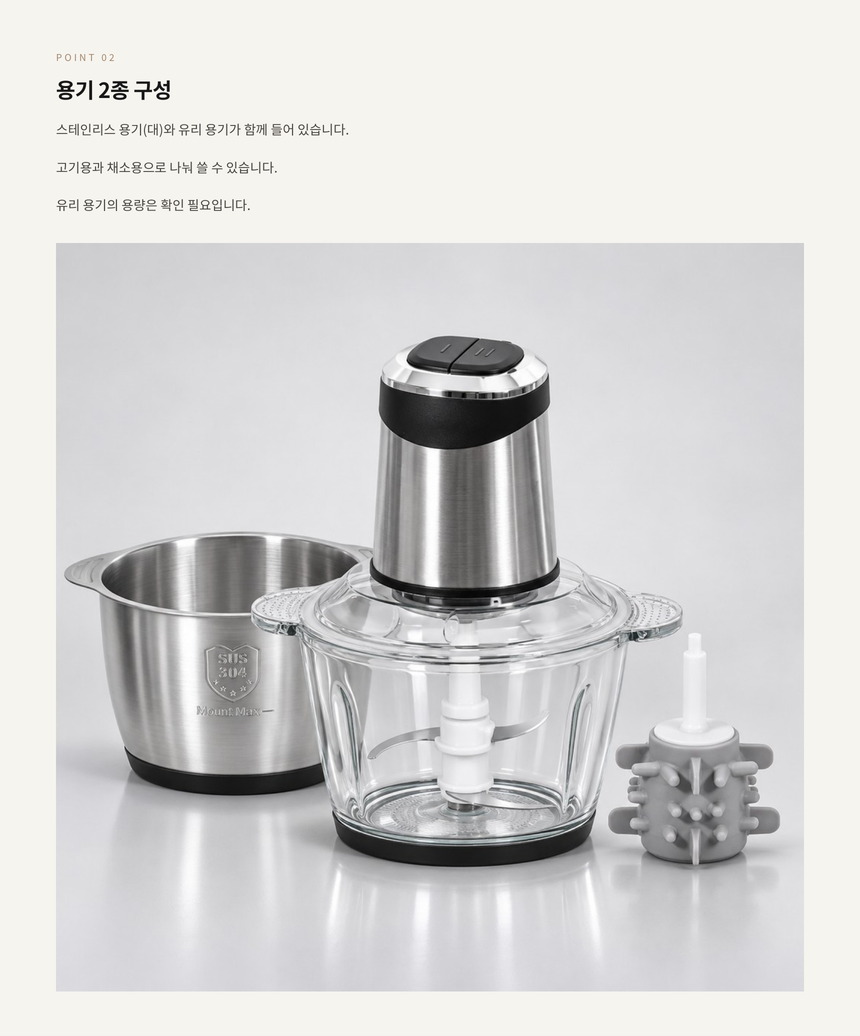 POINT 02
용기 2종 구성
스테인리스 용기(대)와 유리 용기가 함께 들어 있습니다.
고기용과 채소용으로 나눠 쓸 수 있습니다.
유리 용기의 용량은 확인 필요입니다.
I II
SUS
304